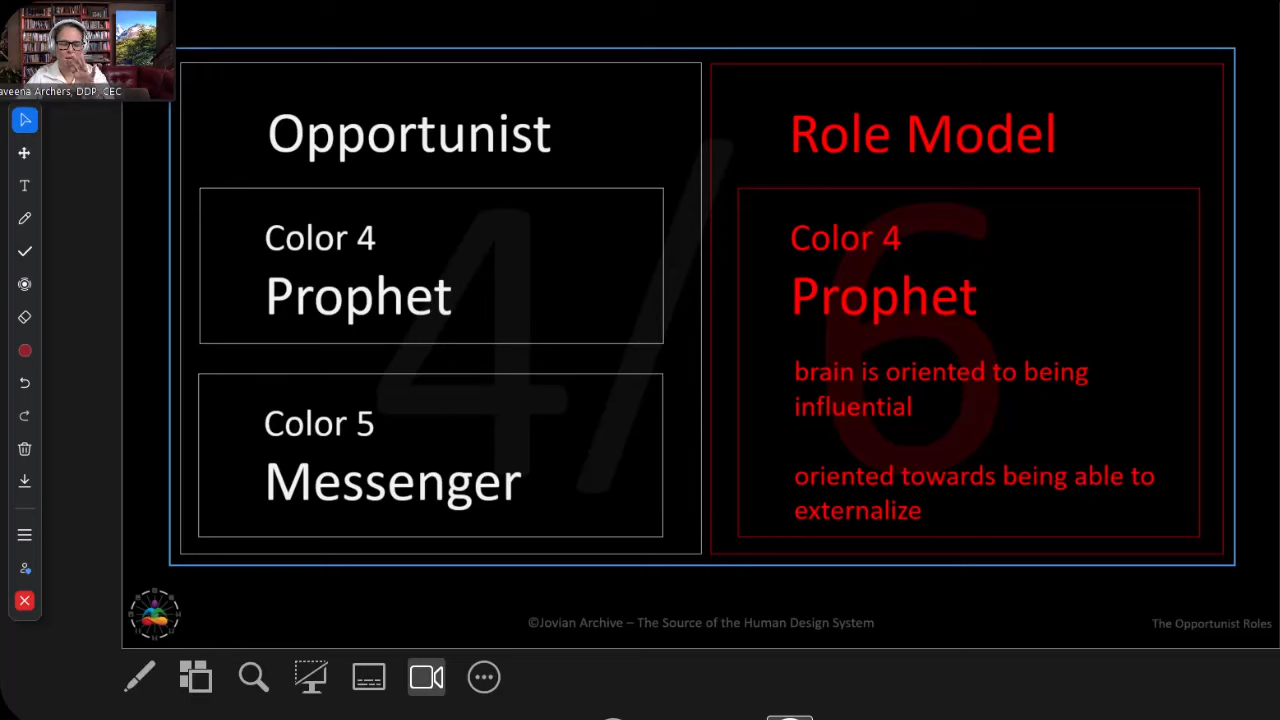 aveena Archers, DDP, CEC
Opportunist
Color 4
Prophet
Color 5
Messenger
Role Model
Color 4
Prophet
brain is oriented to being
influential
oriented towards being able to
externalize
4/6
©Jovian Archive – The Source of the Human Design System
The Opportunist Roles
T